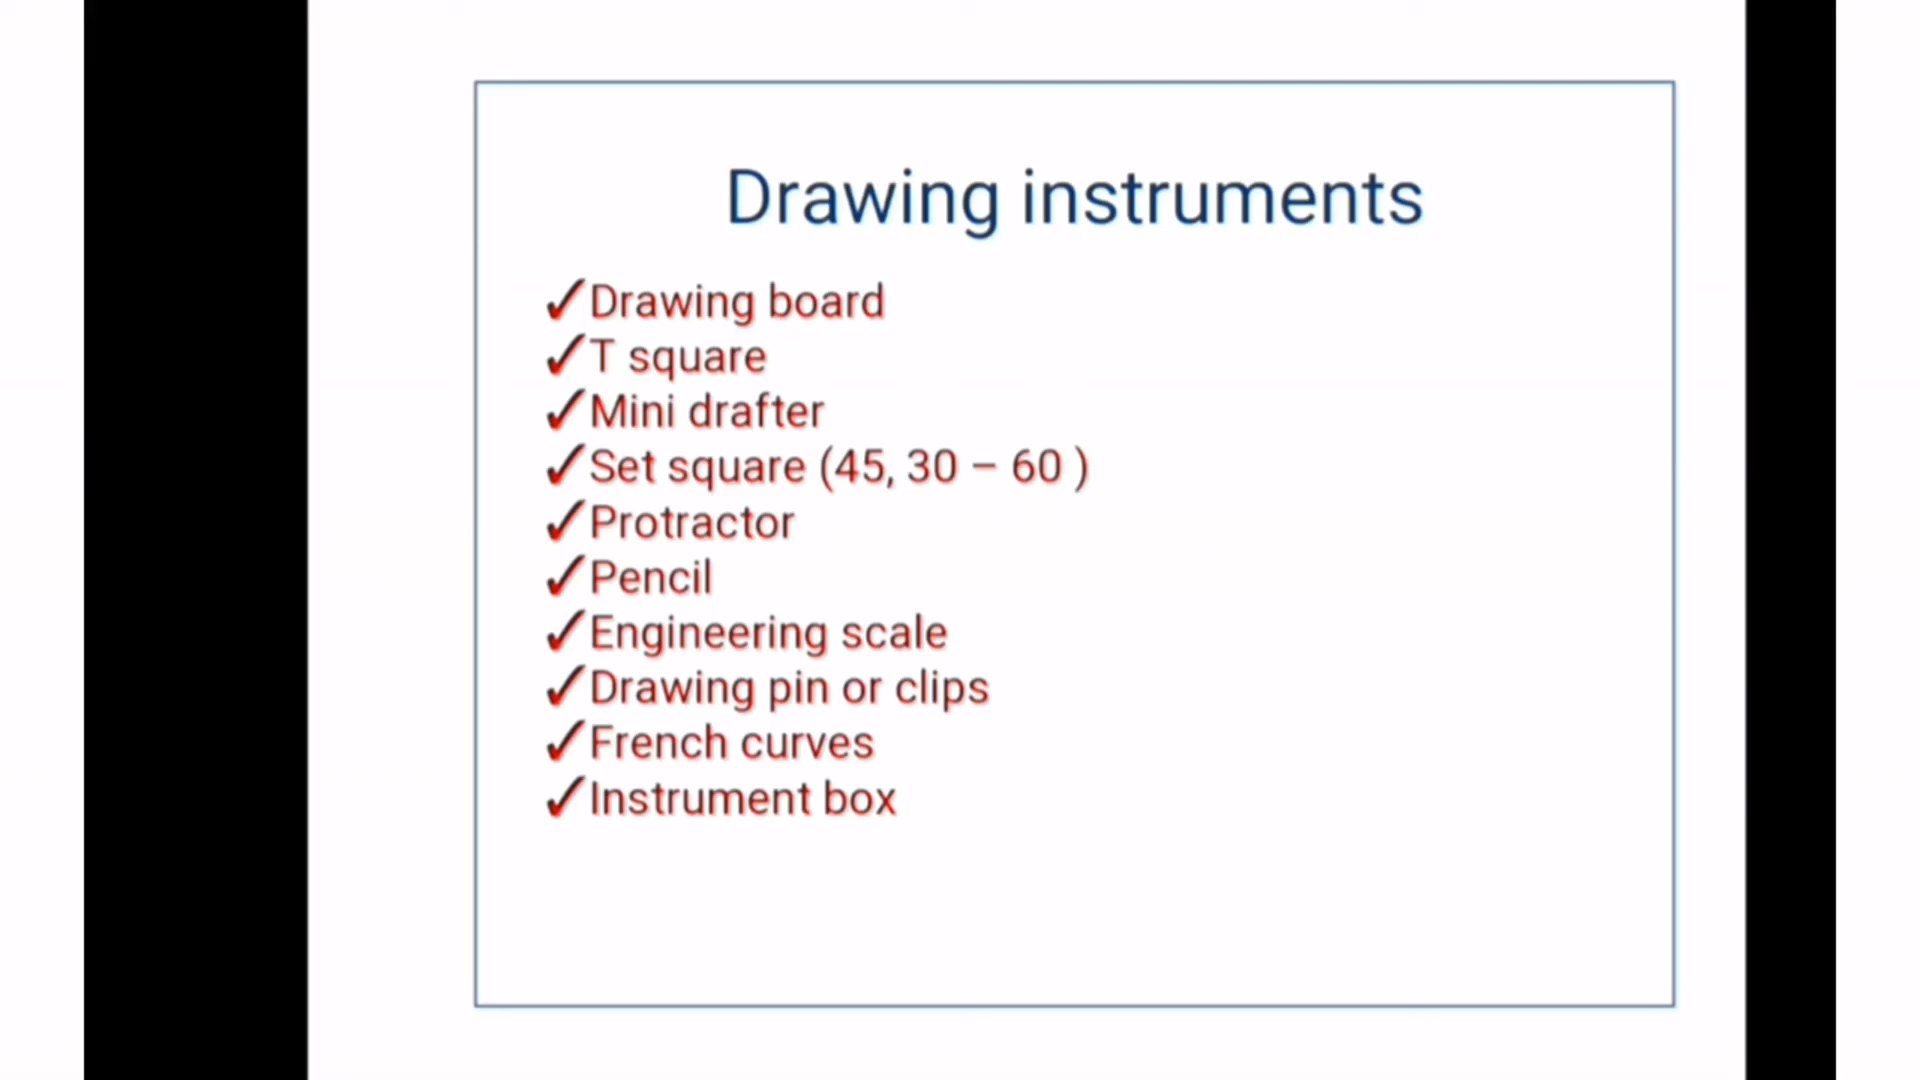 Drawing instruments
✓Drawing board
✓T square
✓Mini drafter
✓Set square (45, 30 – 60 )
✓Protractor
✓Pencil
✓Engineering scale
✓Drawing pin or clips
✓French curves
✓Instrument box